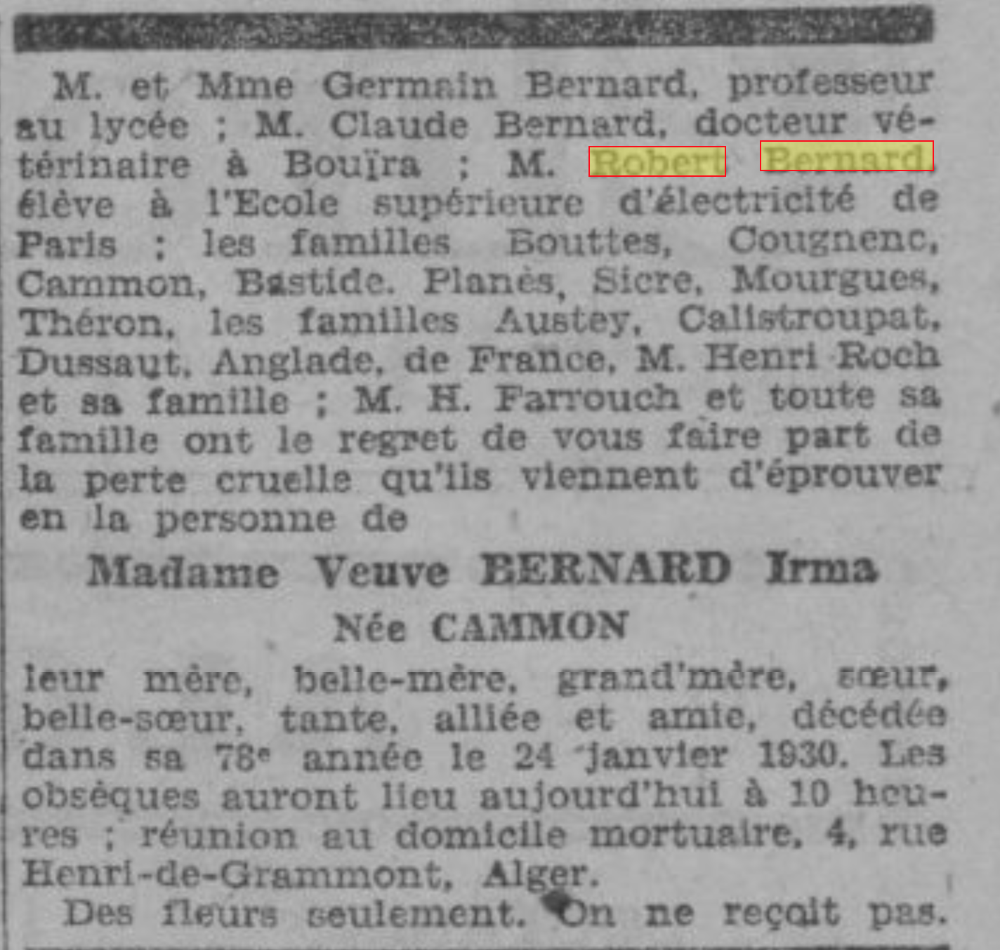 M. et Mme Germain Bernard, professeur
au lycée ; M. Claude Bernard, docteur vé-
térinaire à Bouïra ; M. Robert Bernard,
élève à l'Ecole supérieure d'électricité de
Paris ; les familles Bouttes, Cougnenc,
Cammon, Bastide. Planès, Sicre, Mourgues,
Théron, les familles Austey, Calistroupat,
Dussaut, Anglade, de France, M. Henri Roch
et sa famille ; M. H. Farrouch et toute sa
famille ont le regret de vous faire part de
la perte cruelle qu'ils viennent d'éprouver
en la personne de
Madame Veuve BERNARD Irma
Née CAMMON
leur mère, belle-mère, grand'mère, sœur,
belle-sœur, tante, alliée et amie, décédée
dans sa 78e année le 24 janvier 1930. Les
obsèques auront lieu aujourd'hui à 10 heu-
res ; réunion au domicile mortuaire, 4, rue
Henri-de-Grammont, Alger.
Des fleurs seulement. On ne reçoit pas.